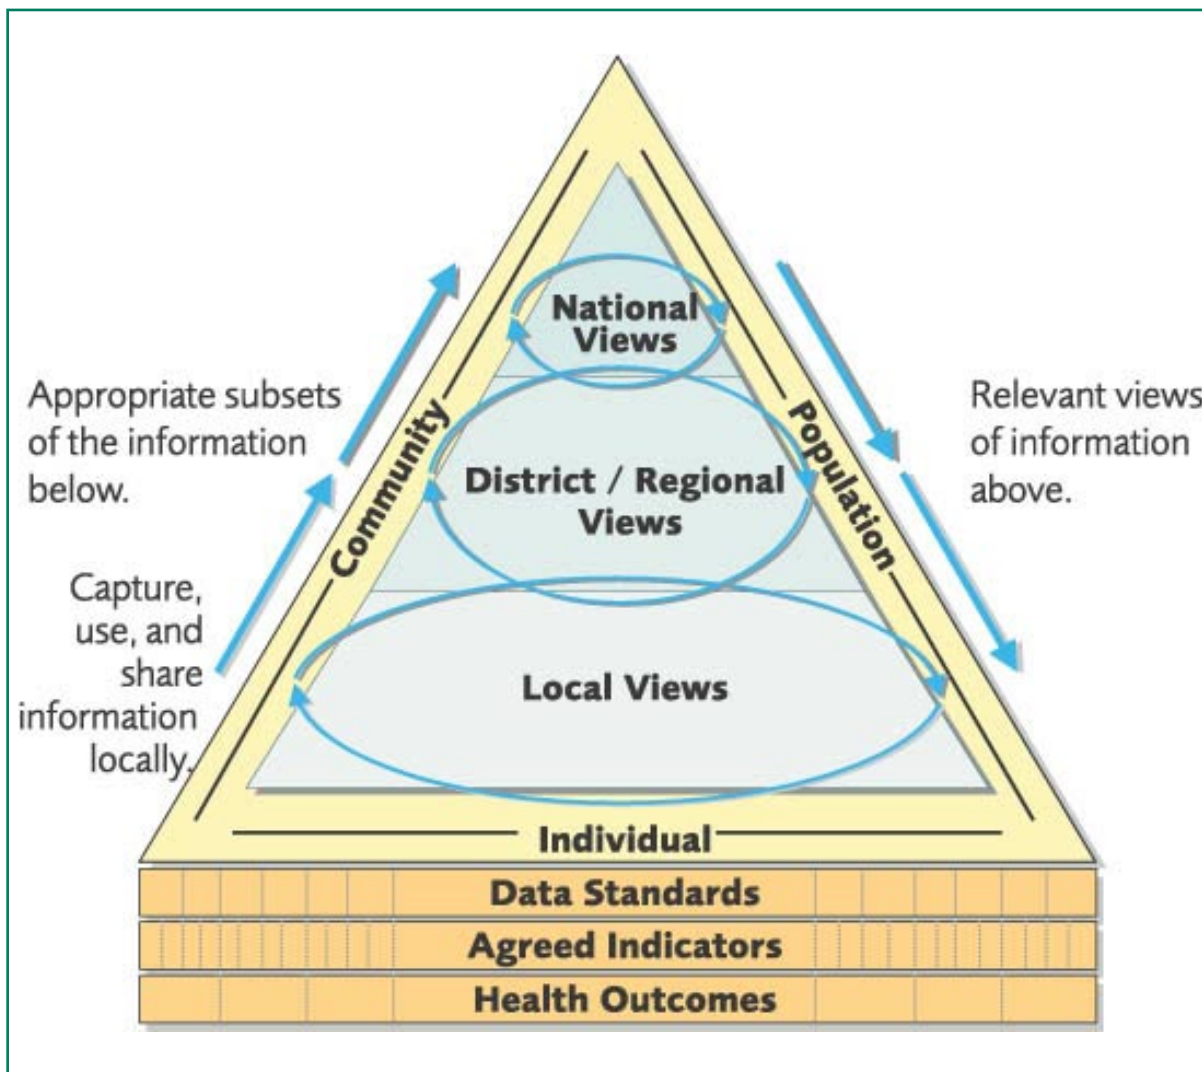 National
Views
Appropriate subsets
of the information
below.
Community
Population
Relevant views
of information
above.
District / Regional
Views
Capture,
use, and
share
information
locally.
Local Views
Individual
Data Standards
Agreed Indicators
Health Outcomes